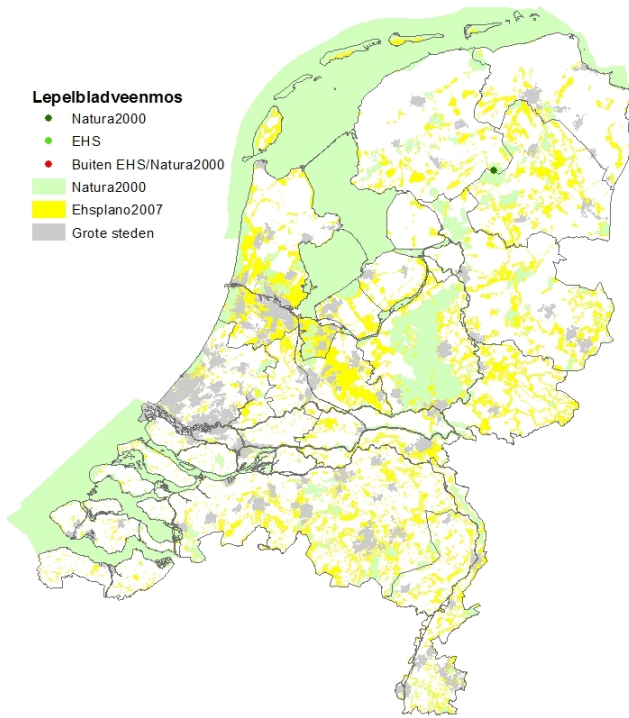 Lepelbladveenmos
Natura2000
EHS
Buiten EHS/Natura2000
Natura2000
Ehsplano2007
Grote steden